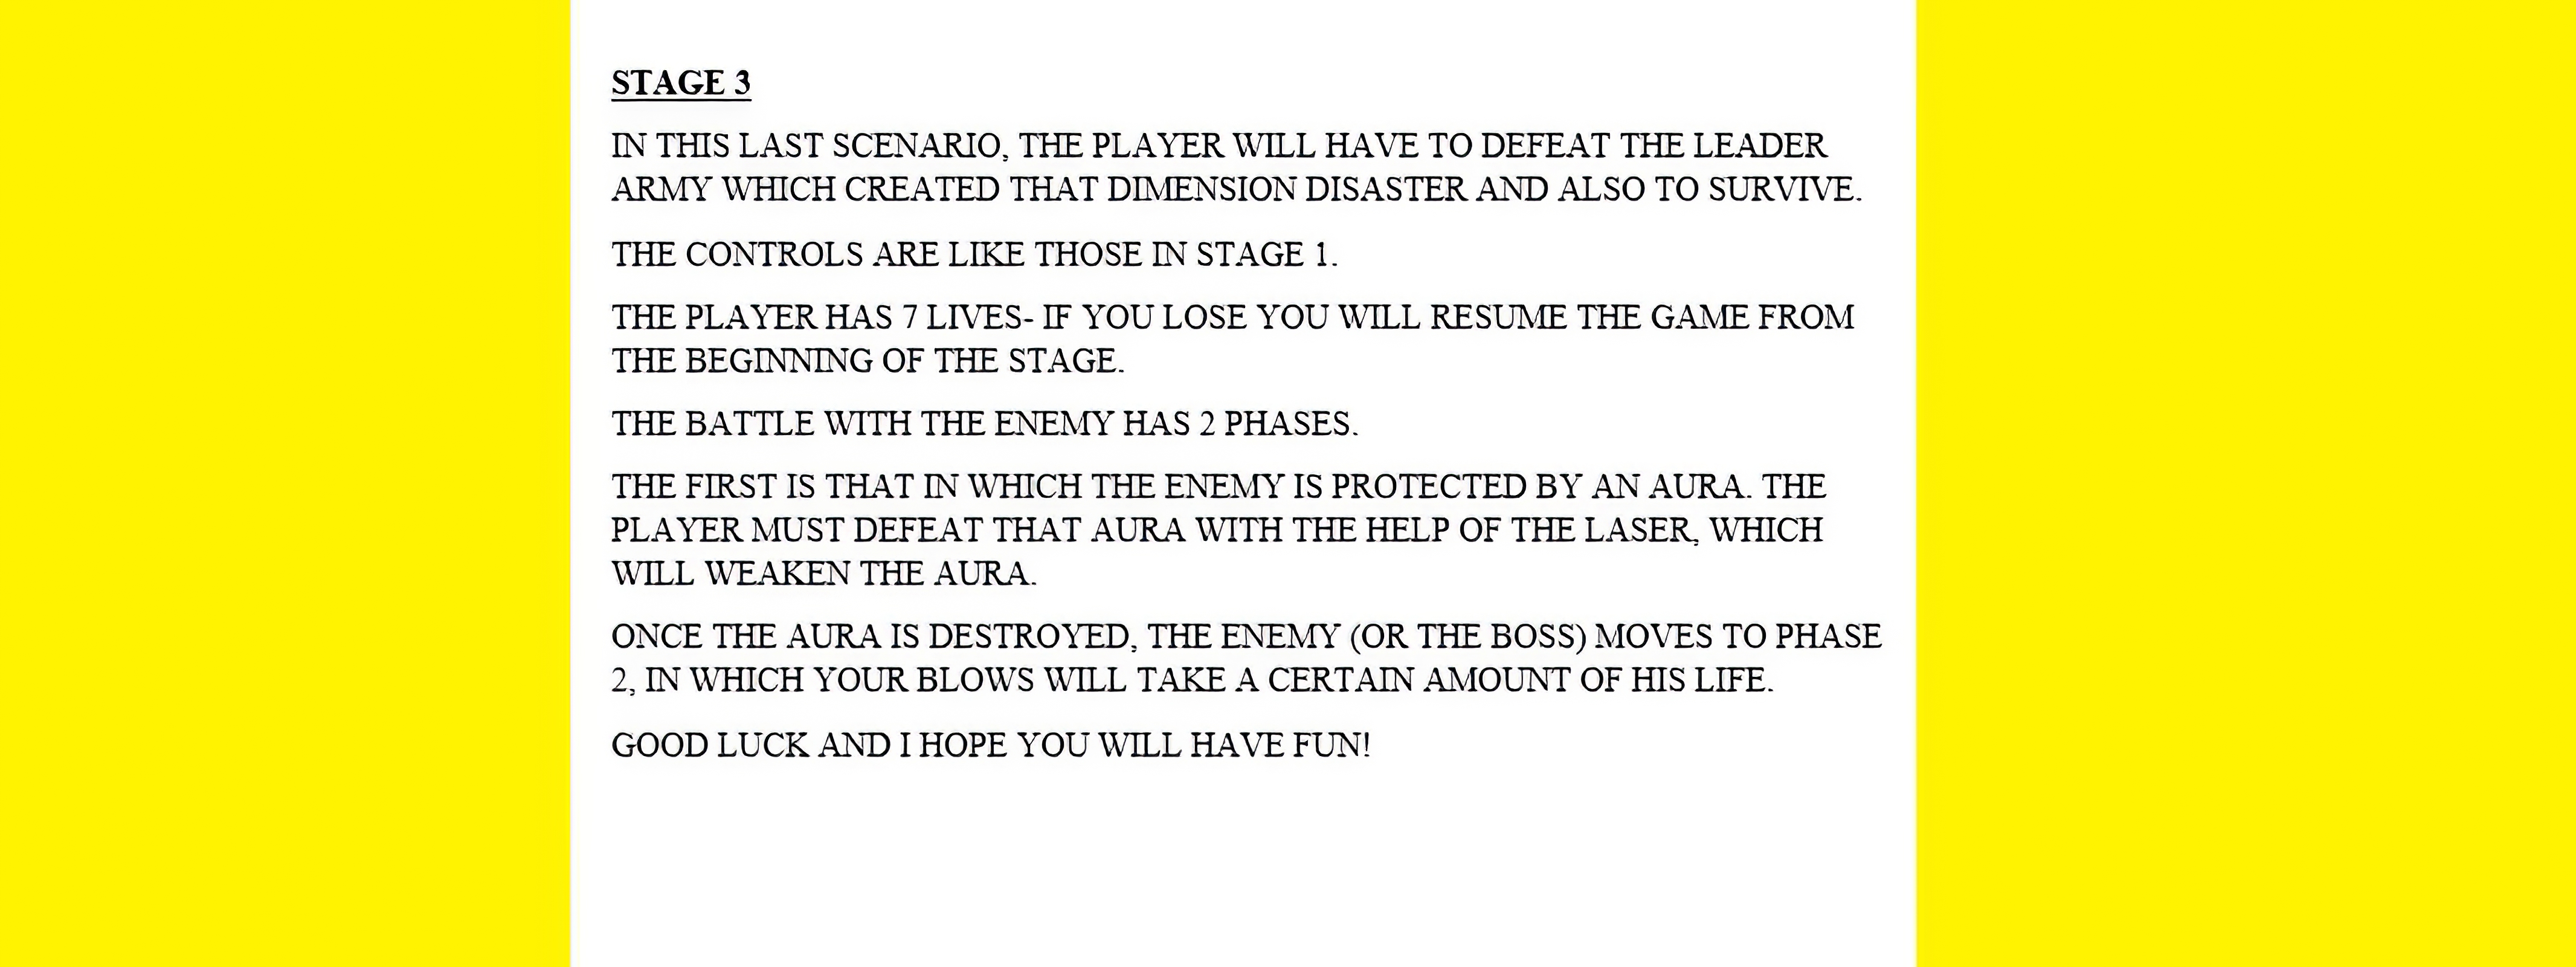 STAGE 3
IN THIS LAST SCENARIO, THE PLAYER WILL HAVE TO DEFEAT THE LEADER
ARMY WHICH CREATED THAT DIMENSION DISASTER AND ALSO TO SURVIVE.
THE CONTROLS ARE LIKE THOSE IN STAGE 1.
THE PLAYER HAS 7 LIVES- IF YOU LOSE YOU WILL RESUME THE GAME FROM
THE BEGINNING OF THE STAGE.
THE BATTLE WITH THE ENEMY HAS 2 PHASES.
THE FIRST IS THAT IN WHICH THE ENEMY IS PROTECTED BY AN AURA. THE
PLAYER MUST DEFEAT THAT AURA WITH THE HELP OF THE LASER, WHICH
WILL WEAKEN THE AURA.
ONCE THE AURA IS DESTROYED, THE ENEMY (OR THE BOSS) MOVES TO PHASE
2, IN WHICH YOUR BLOWS WILL TAKE A CERTAIN AMOUNT OF HIS LIFE.
GOOD LUCK AND I HOPE YOU WILL HAVE FUN!